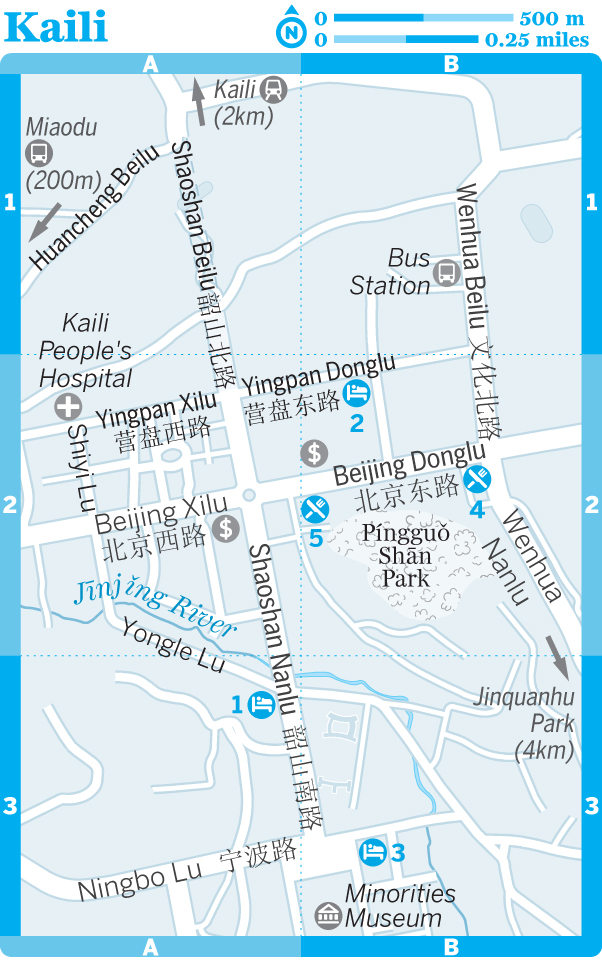 Kaili
N
0 500 m
0 0.25 miles
A B
Kaili
(2km)
Miaodu
(200m)
Huancheng Beilu
Shaoshan Beilu 韶山北路
1 1
Wenhua Beilu 文化北路
Bus
Station
Kaili
People's
Hospital
Yingpan Donglu
营盘东路
2
Yingpan Xilu
营盘西路
Shiyi Lu
$
Beijing Donglu
北京东路
4
2 2
Beijing Xilu
北京西路
$
5
Píngguǒ
Shān
Park
Wenhua
Nanlu
Jīnjǐng River
Yongle Lu
Shaoshan Nanlu 韶山南路
1
Jinquanhu
Park
(4km)
3 3
Ningbo Lu 宁波路
3
Minorities
Museum
A B